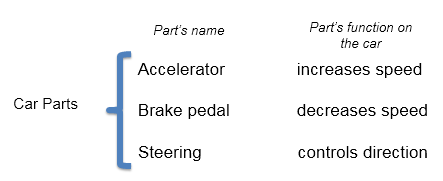 Part's name
Part's function on
the car
Accelerator increases speed
Car Parts
Brake pedal decreases speed
Steering controls direction